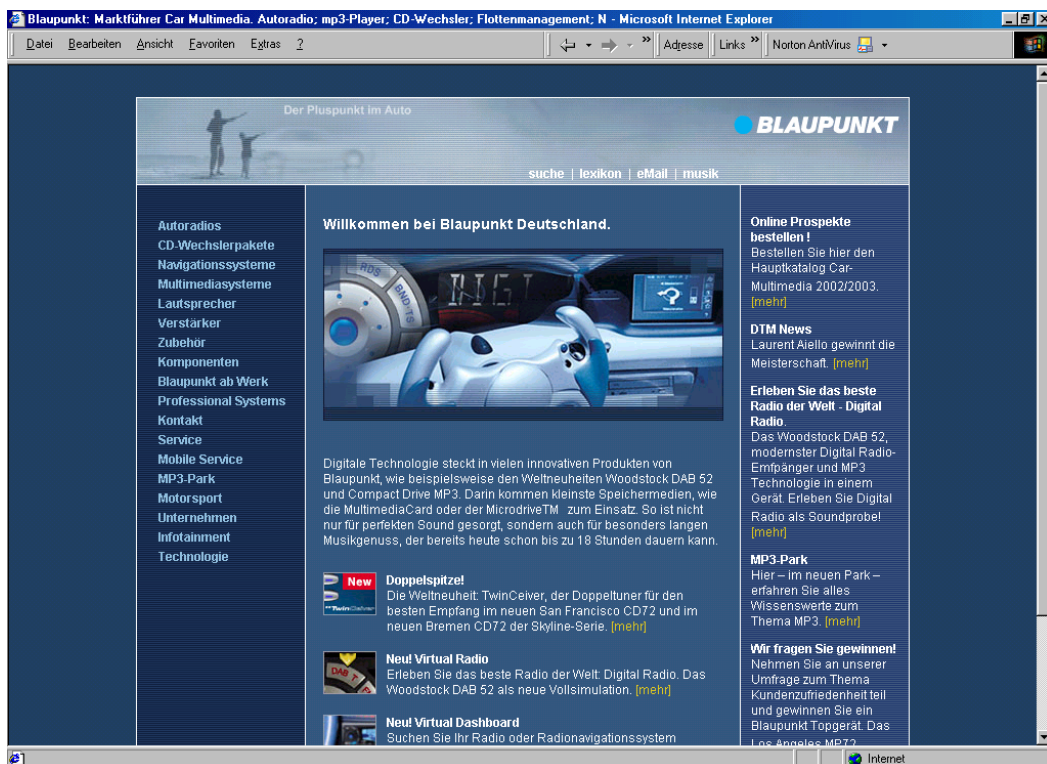 Blaupunkt: Marktführer Car Multimedia. Autoradio; mp3-Player; CD-Wechsler; Flottenmanagement; N - Microsoft Internet Explorer
Datei Bearbeiten Ansicht Favoriten Extras ?
» Adresse Links » Norton AntiVirus
Der Pluspunkt im Auto
BLAUPUNKT
suche | lexikon | eMail | musik
Autoradios
CD-Wechslerpakete
Navigationssysteme
Multimediasysteme
Lautsprecher
Verstärker
Zubehör
Komponenten
Blaupunkt ab Werk
Professional Systems
Kontakt
Service
Mobile Service
MP3-Park
Motorsport
Unternehmen
Infotainment
Technologie
Willkommen bei Blaupunkt Deutschland.
RDS
BND-TS
Digitale Technologie steckt in vielen innovativen Produkten von
Blaupunkt, wie beispielsweise den Weltneuheiten Woodstock DAB 52
und Compact Drive MP3. Darin kommen kleinste Speichermedien, wie
die MultimediaCard oder der MicrodriveTM zum Einsatz. So ist nicht
nur für perfekten Sound gesorgt, sondern auch für besonders langen
Musikgenuss, der bereits heute schon bis zu 18 Stunden dauern kann.
New
TwinCeiver
Doppelspitze!
Die Weltneuheit: TwinCeiver, der Doppeltuner für den
besten Empfang im neuen San Francisco CD72 und im
neuen Bremen CD72 der Skyline-Serie. [mehr]
DAB T
Neu! Virtual Radio
Erleben Sie das beste Radio der Welt: Digital Radio. Das
Woodstock DAB 52 als neue Vollsimulation. [mehr]
Neu! Virtual Dashboard
Suchen Sie Ihr Radio oder Radionavigationssystem
Online Prospekte
bestellen !
Bestellen Sie hier den
Hauptkatalog Car-
Multimedia 2002/2003.
[mehr]
DTM News
Laurent Aiello gewinnt die
Meisterschaft. [mehr]
Erleben Sie das beste
Radio der Welt - Digital
Radio.
Das Woodstock DAB 52,
modernster Digital Radio-
Emfpänger und MP3
Technologie in einem
Gerät. Erleben Sie Digital
Radio als Soundprobe!
[mehr]
MP3-Park
Hier – im neuen Park –
erfahren Sie alles
Wissenswerte zum
Thema MP3. [mehr]
Wir fragen Sie gewinnen!
Nehmen Sie an unserer
Umfrage zum Thema
Kundenzufriedenheit teil
und gewinnen Sie ein
Blaupunkt Topgerät. Das
Los Angeles MP72
Internet